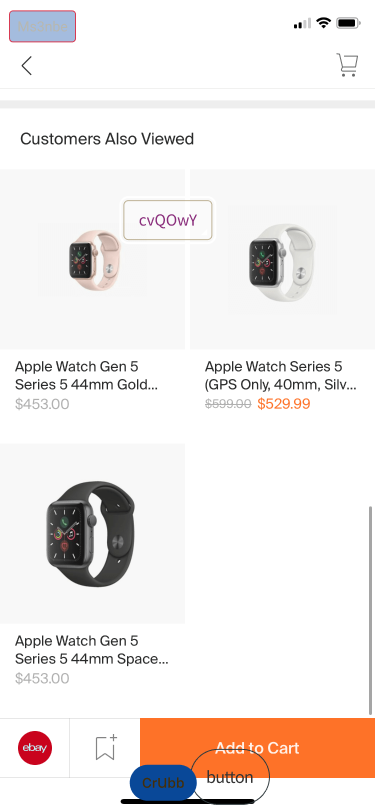 Customers Also Viewed
cvQOwY
Apple Watch Gen 5
Series 5 44mm Gold...
$453.00
Apple Watch Series 5
(GPS Only, 40mm, Silv...
$599.00 $529.99
Apple Watch Gen 5
Series 5 44mm Space...
$453.00
ebay
Add to Cart
button
CrUbb